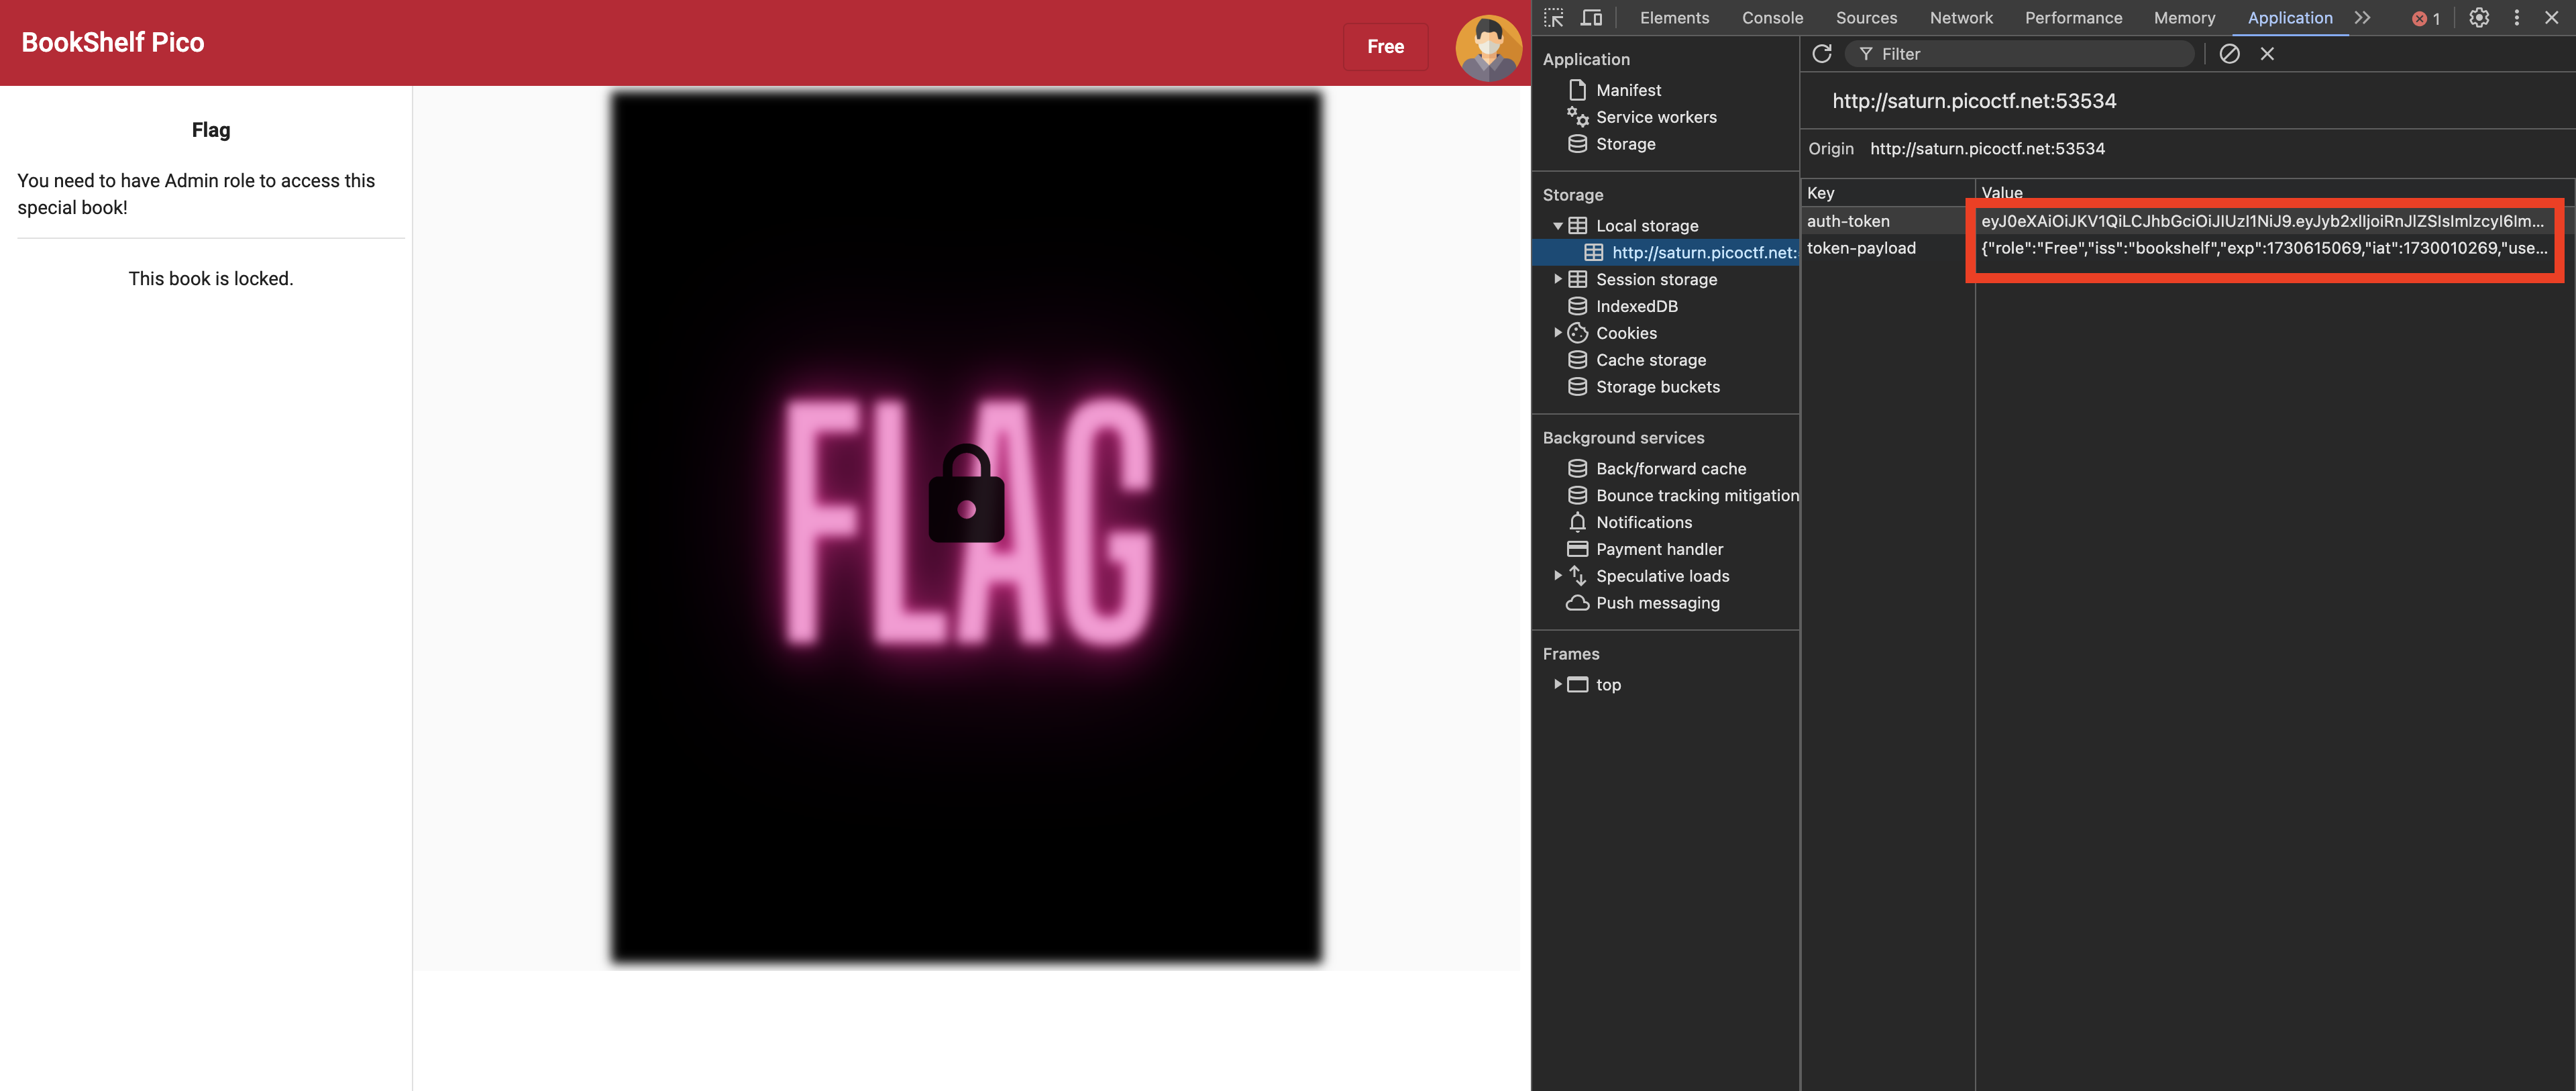 BookShelf Pico
Free
Flag
You need to have Admin role to access this
special book!
This book is locked.
FLAG
Elements Console Sources Network Performance Memory Application 1
Application
Manifest
Service workers
Storage
Storage
Local storage
http://saturn.picoctf.net:
Session storage
IndexedDB
Cookies
Cache storage
Storage buckets
Background services
Back/forward cache
Bounce tracking mitigation
Notifications
Payment handler
Speculative loads
Push messaging
Frames
top
Filter
http://saturn.picoctf.net:53534
Origin http://saturn.picoctf.net:53534
Key Value
auth-token eyJ0eXAiOiJKV1QiLCJhbGciOiJIUzI1NiJ9.eyJyb2xlIjoiRnJlZSIsImlzcyI6Im...
token-payload {"role":"Free","iss":"bookshelf","exp":1730615069,"iat":1730010269,"use...